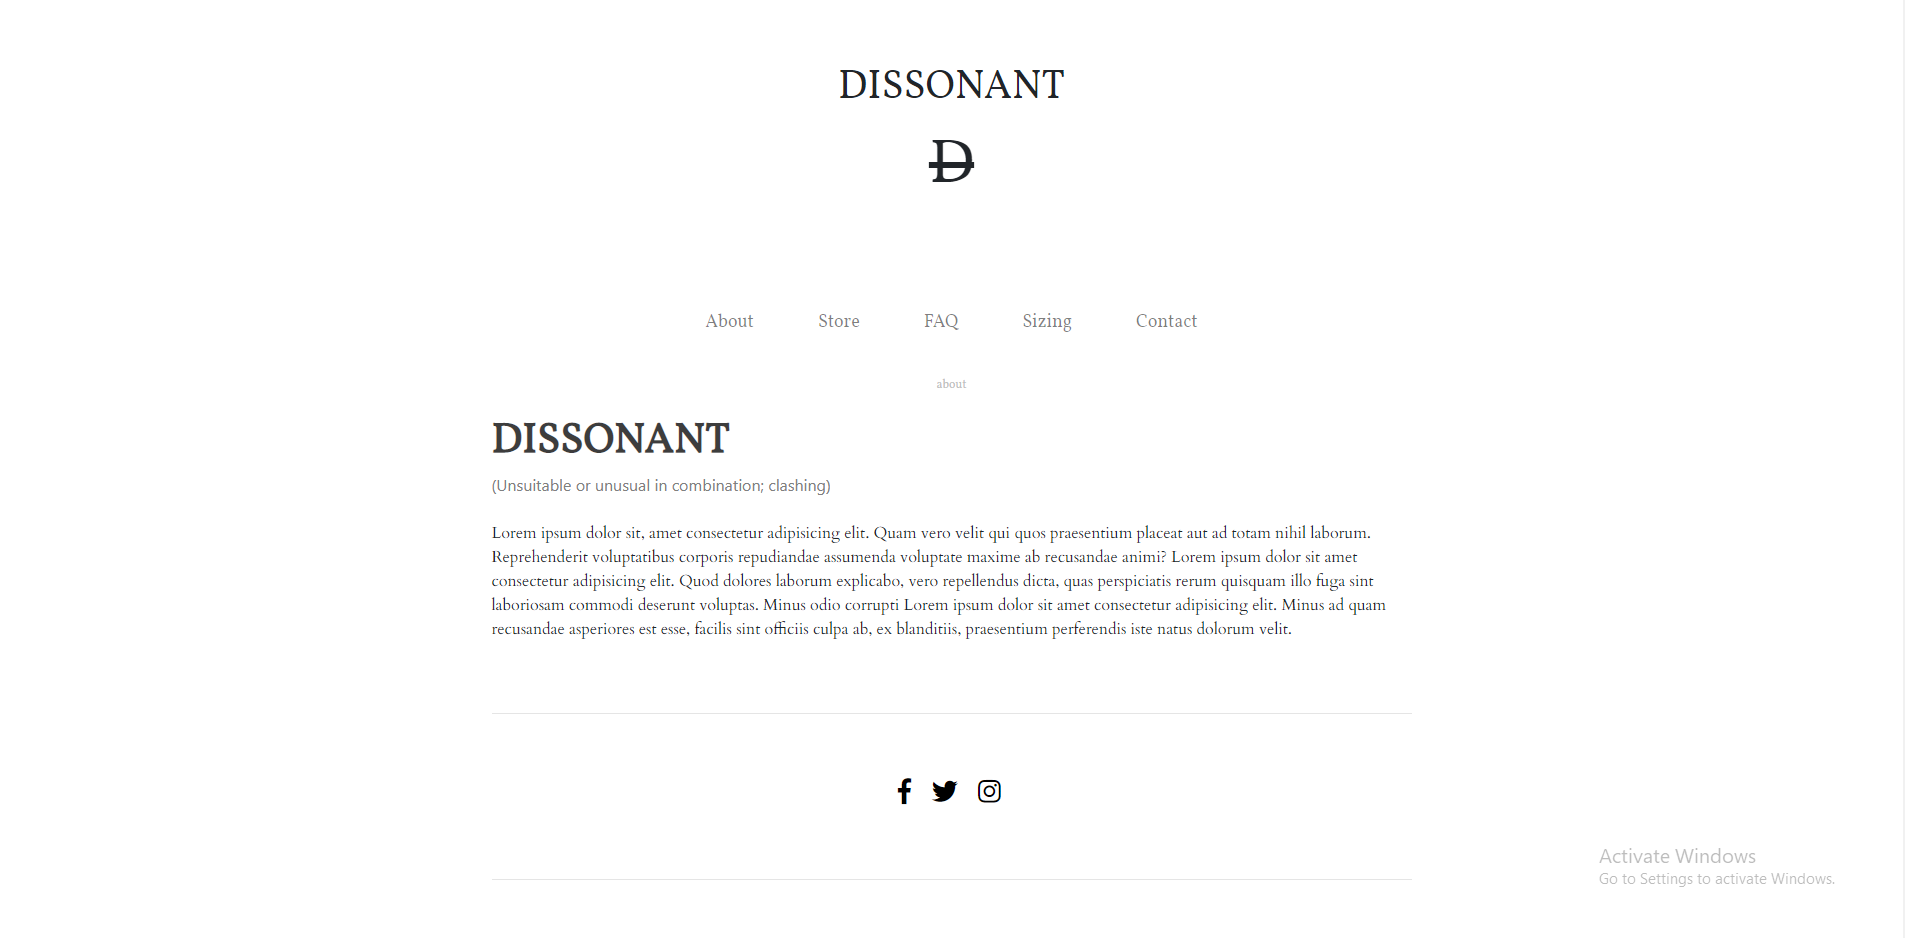 DISSONANT
D
About Store FAQ Sizing Contact
about
DISSONANT
(Unsuitable or unusual in combination; clashing)
Lorem ipsum dolor sit, amet consectetur adipisicing elit. Quam vero velit qui quos praesentium placeat aut ad totam nihil laborum.
Reprehenderit voluptatibus corporis repudiandae assumenda voluptate maxime ab recusandae animi? Lorem ipsum dolor sit amet
consectetur adipisicing elit. Quod dolores laborum explicabo, vero repellendus dicta, quas perspiciatis rerum quisquam illo fuga sint
laboriosam commodi deserunt voluptas. Minus odio corrupti Lorem ipsum dolor sit amet consectetur adipisicing elit. Minus ad quam
recusandae asperiores est esse, facilis sint officiis culpa ab, ex blanditiis, praesentium perferendis iste natus dolorum velit.
Activate Windows
Go to Settings to activate Windows.